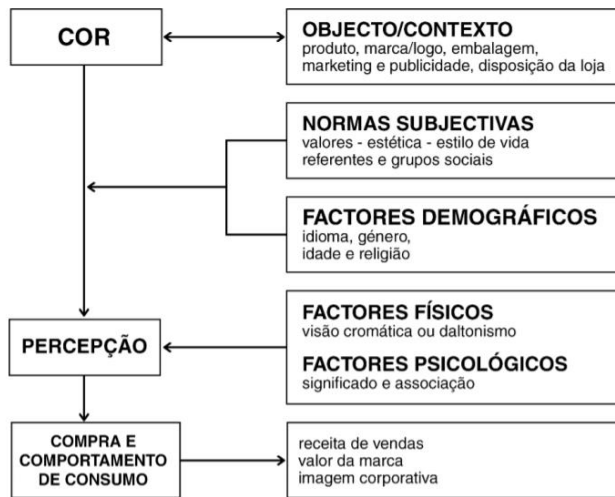 COR
OBJECTO/CONTEXTO
produto, marca/logo, embalagem,
marketing e publicidade, disposição da loja
NORMAS SUBJECTIVAS
valores - estética - estilo de vida
referentes e grupos sociais
FACTORES DEMOGRÁFICOS
idioma, género,
idade e religião
PERCEPÇÃO
FACTORES FÍSICOS
visão cromática ou daltonismo
FACTORES PSICOLÓGICOS
significado e associação
COMPRA E
COMPORTAMENTO
DE CONSUMO
receita de vendas
valor da marca
imagem corporativa